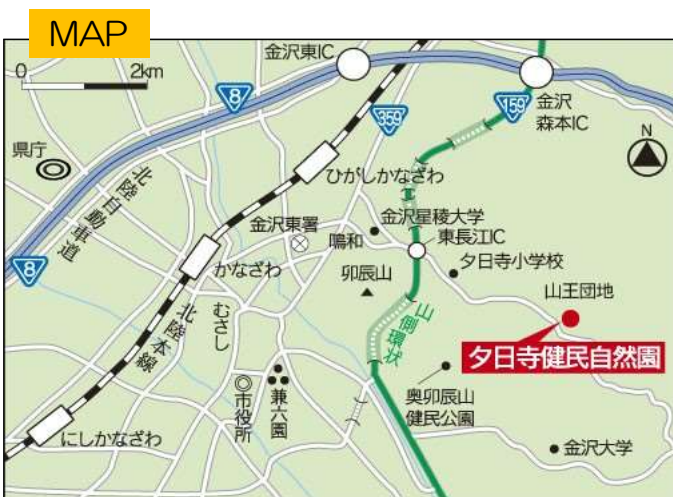 MAP
0 2km
金沢東IC
8
359
159
金沢
森本IC
N
県庁
北陸自動車道
ひがしかなざわ
金沢東署
鳴和
金沢星稜大学
東長江IC
夕日寺小学校
卯辰山
山王団地
8
かなざわ
北陸本線
むさし
山側環状
夕日寺健民自然園
市役所
兼六園
奥卯辰山
健民公園
にしかなざわ
金沢大学